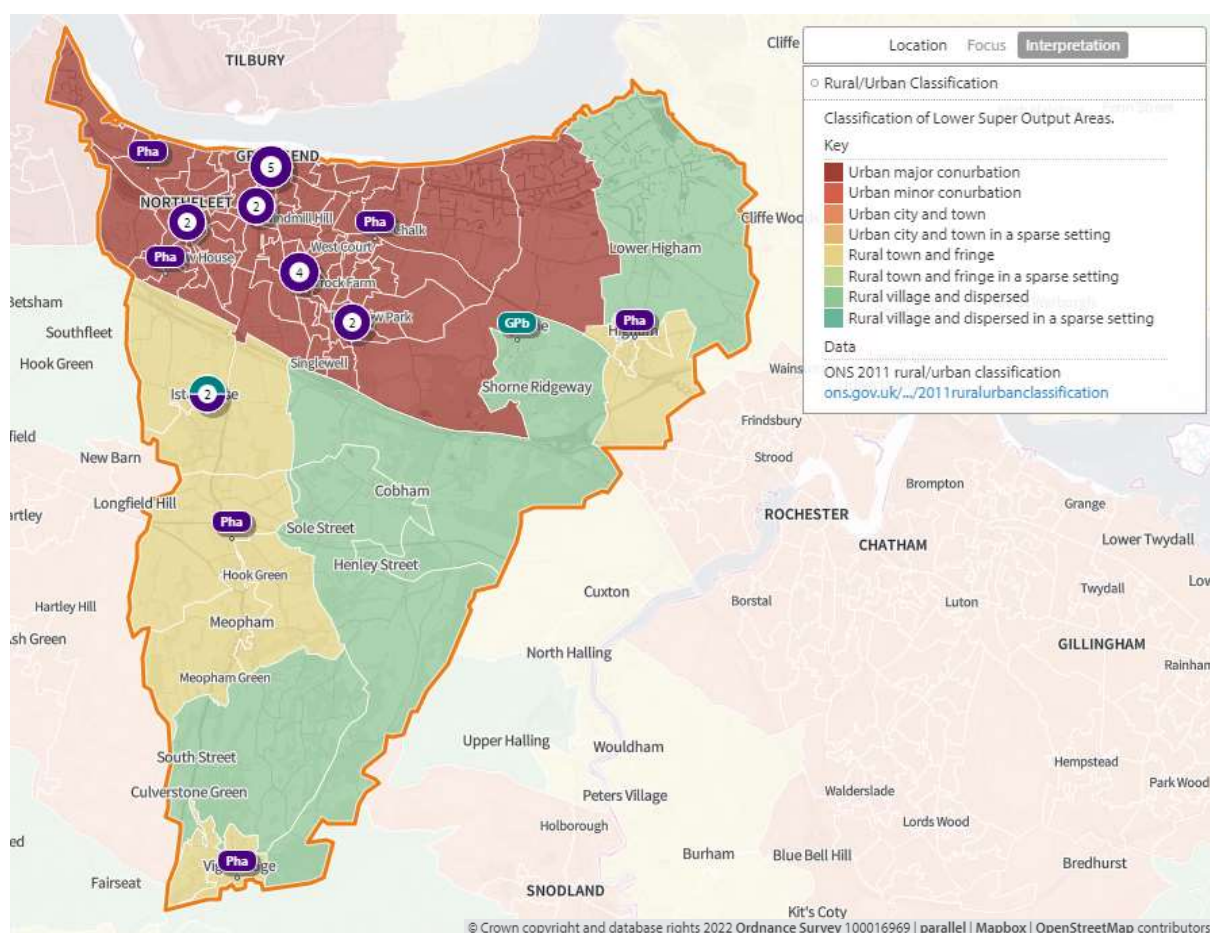 Location Focus Interpretation
Rural/Urban Classification
Classification of Lower Super Output Areas.
Key
Urban major conurbation
Urban minor conurbation
Urban city and town
Urban city and town in a sparse setting
Rural town and fringe
Rural town and fringe in a sparse setting
Rural village and dispersed
Rural village and dispersed in a sparse setting
Data
ONS 2011 rural/urban classification
ons.gov.uk/.../2011ruralurbanclassification
Cliffe
TILBURY
Pha
5
NORTHFLEET
2
2
Pha
Cliffe
Pha
West Court
Lower Higham
4
Betsham
Southfleet
2
GPb
Pha
Hook Green
Singlewell
Shorne Ridgeway
2
Frindsbury
New Barn
Strood
Longfield Hill
Cobham
Brompton
Grange
Pha
Sole Street
ROCHESTER
CHATHAM
Lower Twydall
Hook Green
Henley Street
Cuxton
Borstal
Luton
Twydall
Hartley Hill
Meopham
Ash Green
GILLINGHAM
North Halling
Meopham Green
South Street
Upper Halling
Wouldham
Hempstead
Culverstone Green
Peters Village
Walderslade
Park Wood
Holborough
Lords Wood
Pha
Burham
Blue Bell Hill
Bredhurst
Fairseat
SNODLAND
Kit's Coty
© Crown copyright and database rights 2022 Ordnance Survey 100016969 | parallel | Mapbox | OpenStreetMap contributors